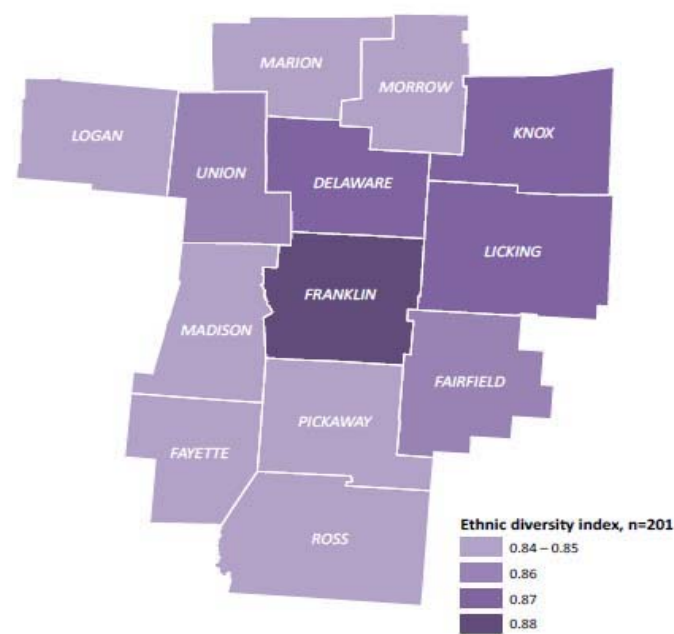 MARION
MORROW
LOGAN
KNOX
UNION
DELAWARE
LICKING
FRANKLIN
MADISON
FAIRFIELD
PICKAWAY
FAYETTE
ROSS
Ethnic diversity index, n=201
0.84 – 0.85
0.86
0.87
0.88